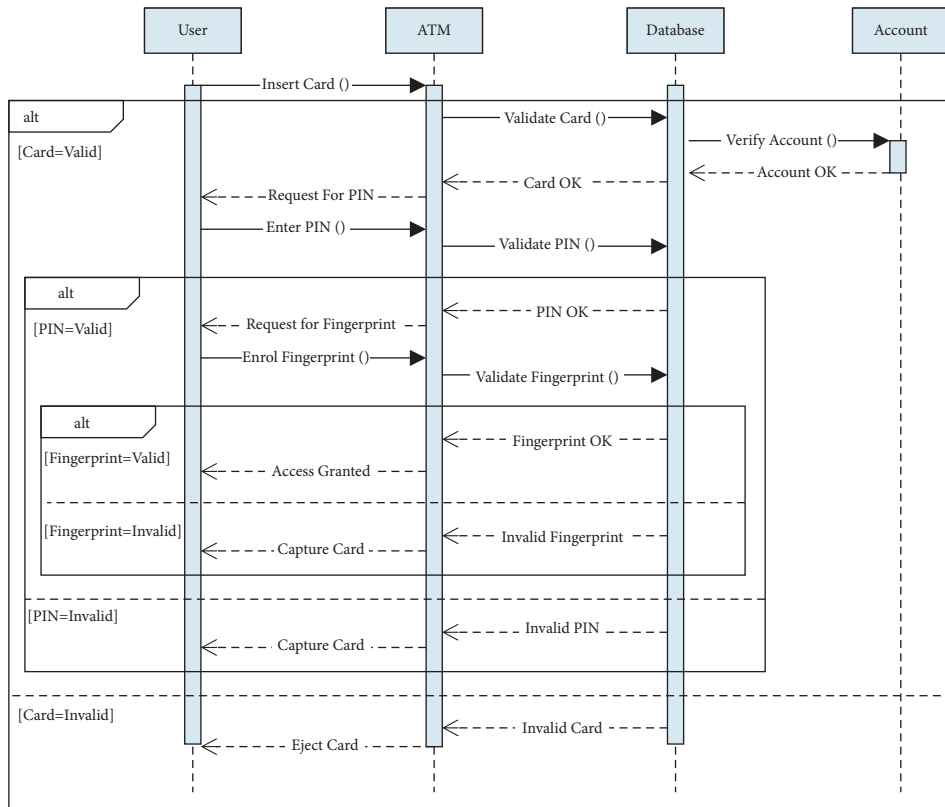 User
ATM
Database
Account
Insert Card ()
alt
Validate Card ()
Verify Account ()
[Card=Valid]
Account OK
Card OK
Request For PIN
Enter PIN ()
Validate PIN ()
alt
PIN OK
Request for Fingerprint
[PIN=Valid]
Enrol Fingerprint ()
Validate Fingerprint ()
alt
Fingerprint OK
[Fingerprint=Valid]
Access Granted
[Fingerprint=Invalid]
Invalid Fingerprint
Capture Card
[PIN=Invalid]
Invalid PIN
Capture Card
[Card=Invalid]
Invalid Card
Eject Card